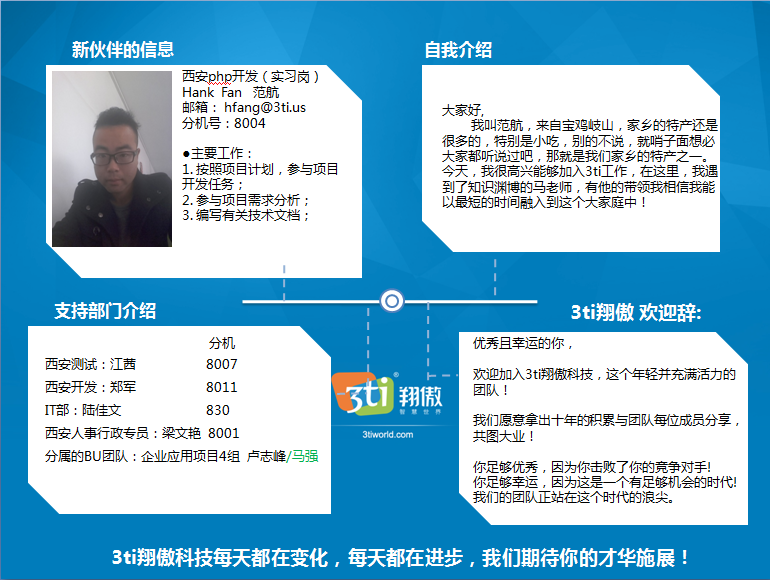 新伙伴的信息
西安php开发（实习岗）
Hank Fan 范航
邮箱： hfang@3ti.us
分机号：8004
●主要工作：
1. 按照项目计划，参与项目
开发任务；
2. 参与项目需求分析；
3. 编写有关技术文档；
自我介绍
大家好,
我叫范航，来自宝鸡岐山，家乡的特产还是
很多的，特别是小吃，别的不说，就哨子面想必
大家都听说过吧，那就是我们家乡的特产之一。
今天，我很高兴能够加入3ti工作，在这里，我遇
到了知识渊博的马老师，有他的带领我相信我能
以最短的时间融入到这个大家庭中！
支持部门介绍
分机
西安测试：江茜 8007
西安开发：郑军 8011
IT部：陆佳文 830
西安人事行政专员：梁文艳 8001
分属的BU团队：企业应用项目4组 卢志峰/马强
3ti 翔傲®
智慧世界
3tiworld.com
3ti翔傲 欢迎辞:
优秀且幸运的你，
欢迎加入3ti翔傲科技，这个年轻并充满活力的
团队！
我们愿意拿出十年的积累与团队每位成员分享，
共图大业！
你足够优秀，因为你击败了你的竞争对手!
你足够幸运，因为这是一个有足够机会的时代!
我们的团队正站在这个时代的浪尖。
3ti翔傲科技每天都在变化，每天都在进步，我们期待你的才华施展！